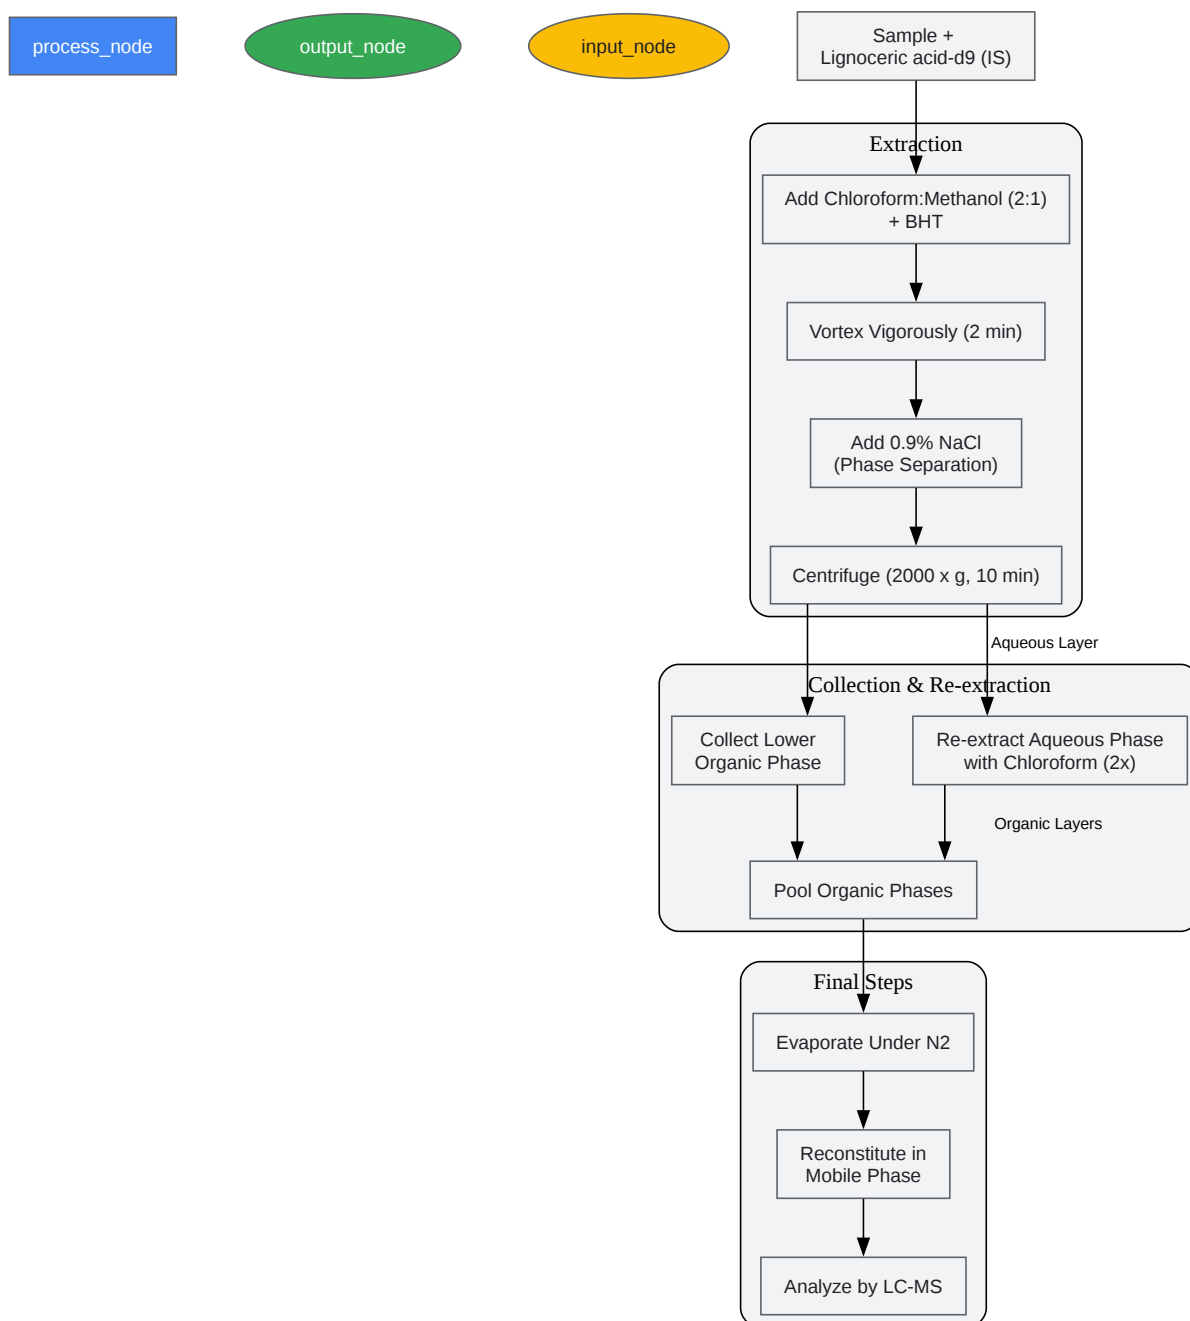 process_node
output_node
input_node
Sample +
Lignoceric acid-d9 (IS)
Extraction
Add Chloroform:Methanol (2:1)
+ BHT
Vortex Vigorously (2 min)
Add 0.9% NaCl
(Phase Separation)
Centrifuge (2000 x g, 10 min)
Aqueous Layer
Collection & Re-extraction
Collect Lower
Organic Phase
Re-extract Aqueous Phase
with Chloroform (2x)
Organic Layers
Pool Organic Phases
Final Steps
Evaporate Under N2
Reconstitute in
Mobile Phase
Analyze by LC-MS